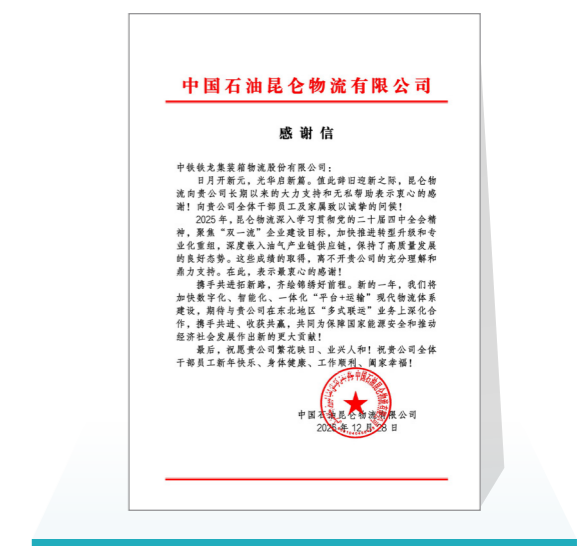 中国石油昆仑物流有限公司
感谢信
中铁铁龙集装箱物流股份有限公司：
日月开新元，光华启新篇。值此辞旧迎新之际，昆仑物
流向贵公司长期以来的大力支持和无私帮助表示衷心的感
谢！向贵公司全体干部员工及家属致以诚挚的问候！
2025年，昆仑物流深入学习贯彻党的二十届四中全会精
神，聚焦“双一流”企业建设目标，加快推进转型升级和专
业化重组，深度嵌入油气产业链供应链，保持了高质量发展
的良好态势。这些成绩的取得，离不开贵公司的充分理解和
鼎力支持。在此，表示最衷心的感谢！
携手共进拓新路，齐绘锦绣好前程。新的一年，我们将
加快数字化、智能化、一体化“平台+运输”现代物流体系
建设，期待与贵公司在东北地区“多式联运”业务上深化合
作，携手共进、收获共赢，共同为保障国家能源安全和推动
经济社会发展作出新的更大贡献！
最后，祝愿贵公司繁花映日、业兴人和！祝贵公司全体
干部员工新年快乐、身体健康、工作顺利、阖家幸福！
中国石油昆仑物流有限公司
2025年12月28日